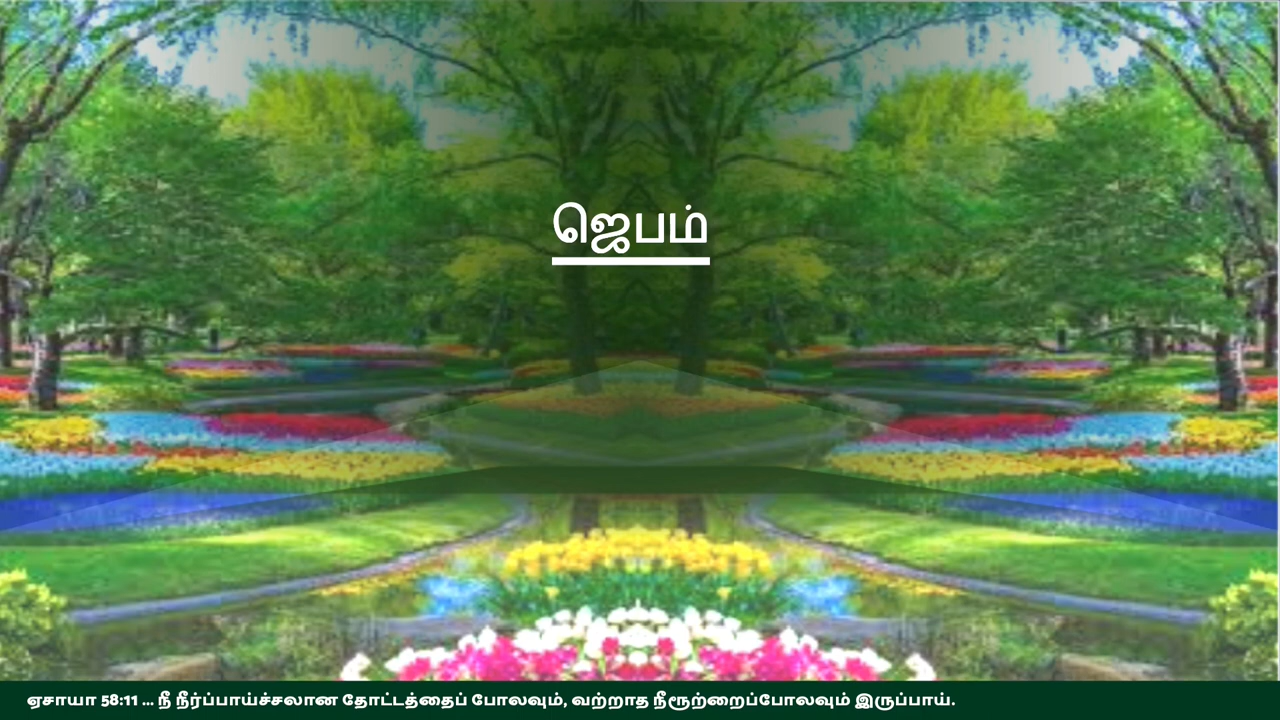 ஜெபம்
ஏசாயா 58:11 ... நீ நீர்ப்பாய்ச்சலான தோட்டத்தைப் போலவும், வற்றாத நீரூற்றைப்போலவும் இருப்பாய்.